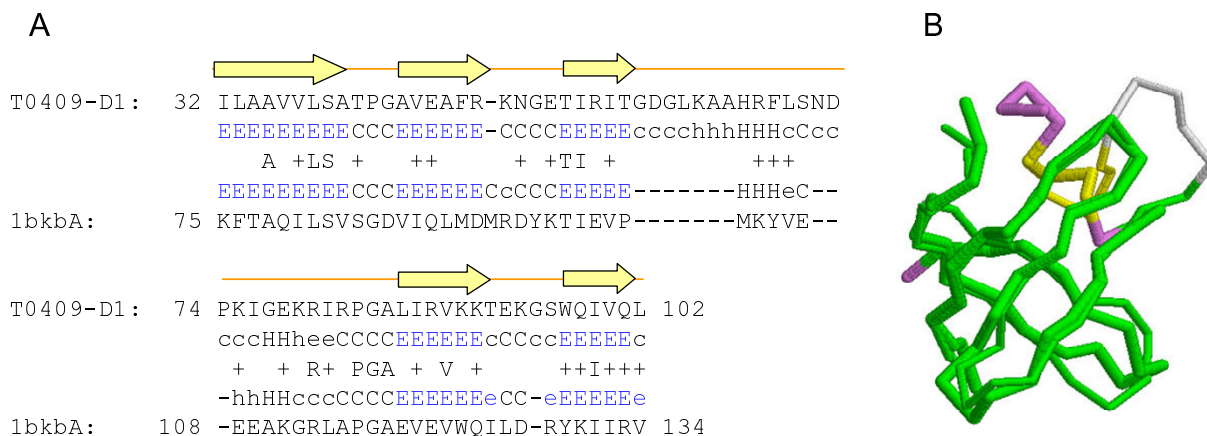 A
B
T0409-D1: 32 ILAAVVLSATPGAVEAFR-KNGETIRITGDGLKAAHRFLSND
EEEEEEEEECCCEEEEEE-CCCCEEEEEcccchhhHHHcCcc
A +LS + ++ + +TI + +++
EEEEEEEEECCCEEEEEECcCCCEEEEE-------HHHeC--
1bkbA: 75 KFTAQILSVSGDVIQLMDMRDYKTIEVP-------MKYVE--
T0409-D1: 74 PKIGEKRIRPGALIRVKKTEKGSWQIVQL 102
cccHHheeCCCCEEEEEEcCCccEEEEEc
+ + R+ PGA + V + ++I+++
-hhHHcccCCCCEEEEEEeCC-eEEEEEe
1bkbA: 108 -EEAKGRLAPGAEVEVWQILD-RYKIIRV 134